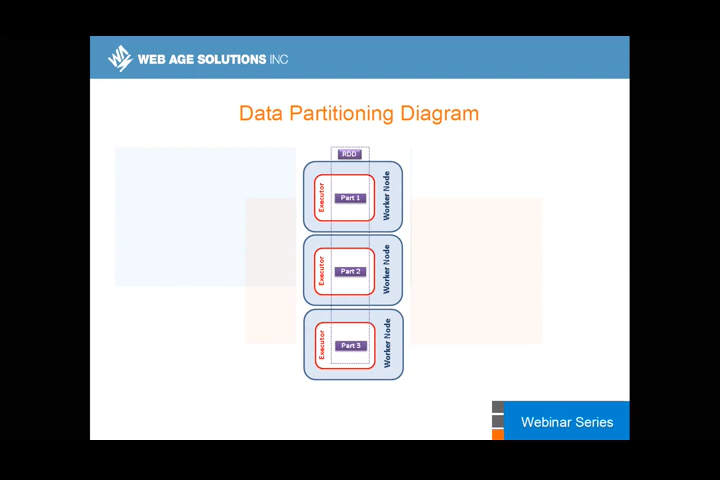 WEB AGE SOLUTIONS INC
Data Partitioning Diagram
RDD
Executor
Part 1
Worker Node
Executor
Part 2
Worker Node
Executor
Part 3
Worker Node
Webinar Series